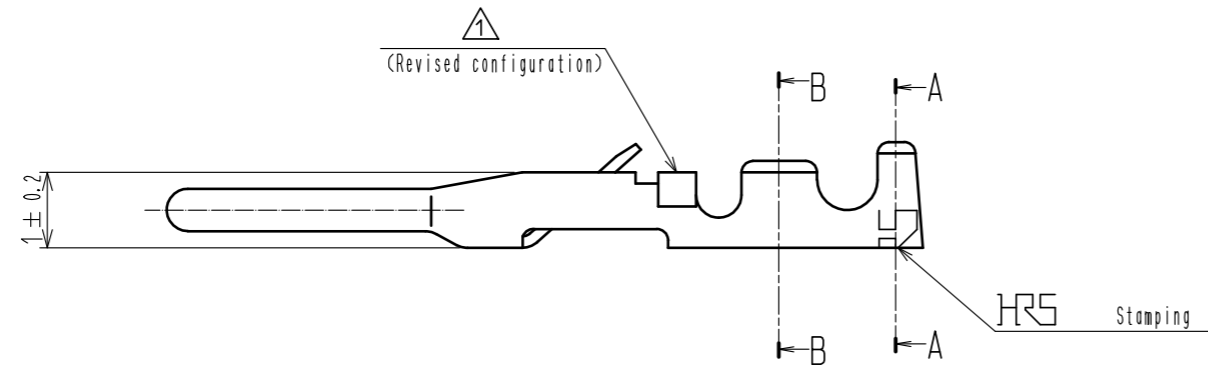 1
(Revised configuration)
B
A
1 ± 0.2
HRS Stamping
B
A